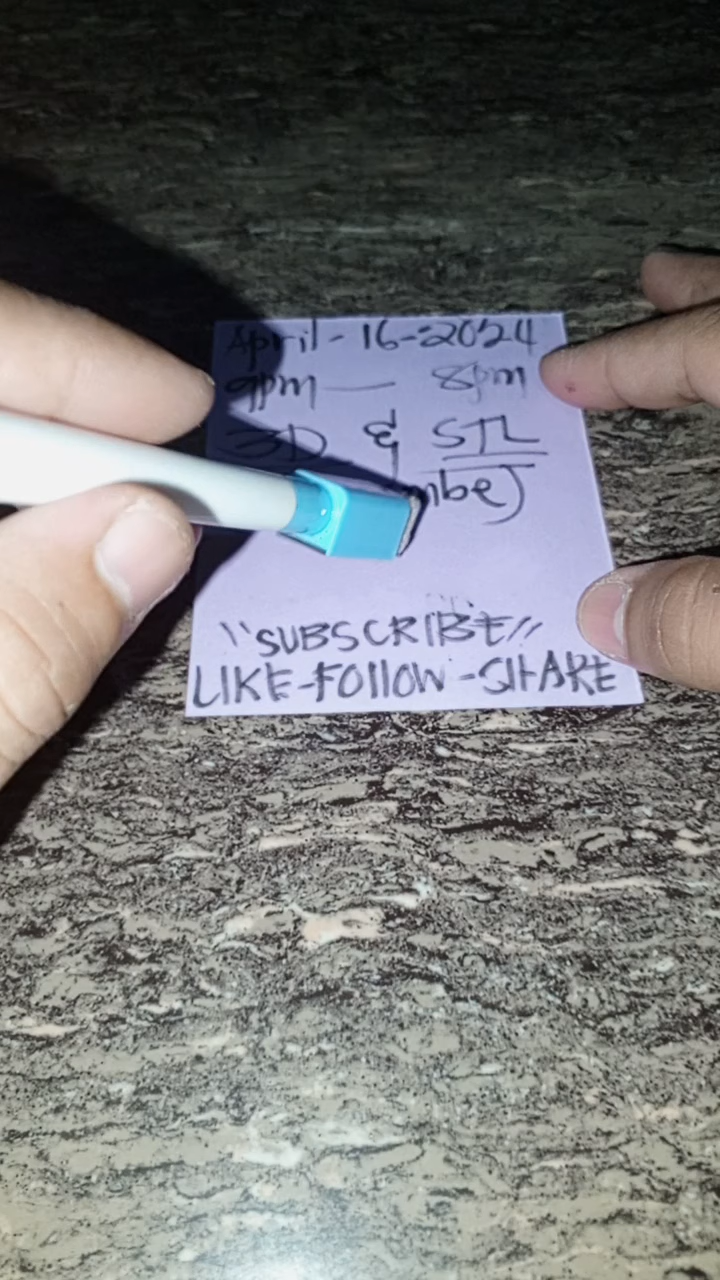 April-16-2024
9pm — 8pm
3D & STL
"SUBSCRIBE"
LIKE-FOllOW-SHARE